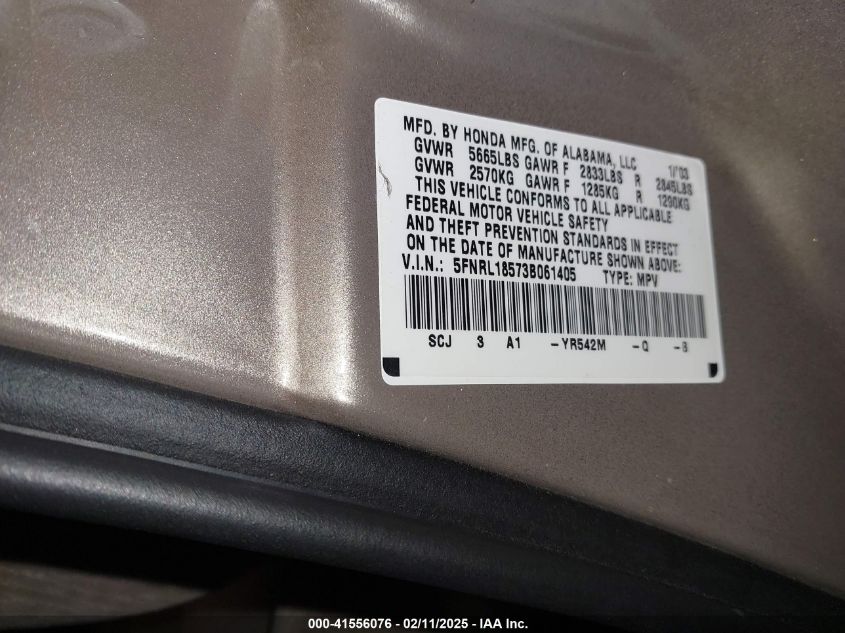 MFD. BY HONDA MFG. OF ALABAMA, LLC 1/'03
GVWR 5665LBS GAWR F 2833LBS R 2845LBS
GVWR 2570KG GAWR F 1285KG R 1290KG
THIS VEHICLE CONFORMS TO ALL APPLICABLE
FEDERAL MOTOR VEHICLE SAFETY
AND THEFT PREVENTION STANDARDS IN EFFECT
ON THE DATE OF MANUFACTURE SHOWN ABOVE:
V.I.N.: 5FNRL18573B061405 TYPE: MPV
SCJ 3 A1 -YR542M -Q -B
000-41556076 - 02/11/2025 - IAA Inc.